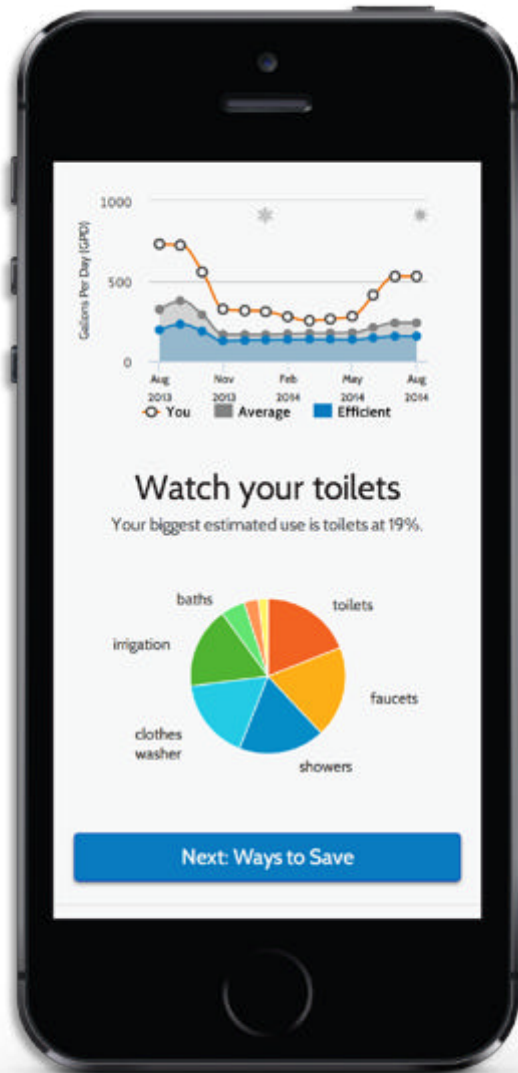 1000
Gallons Per Day (GPD)
500
0
Aug Nov Feb May Aug
2013 2013 2014 2014 2014
You Average Efficient
Watch your toilets
Your biggest estimated use is toilets at 19%.
baths
toilets
irrigation
faucets
clothes
washer
showers
Next: Ways to Save